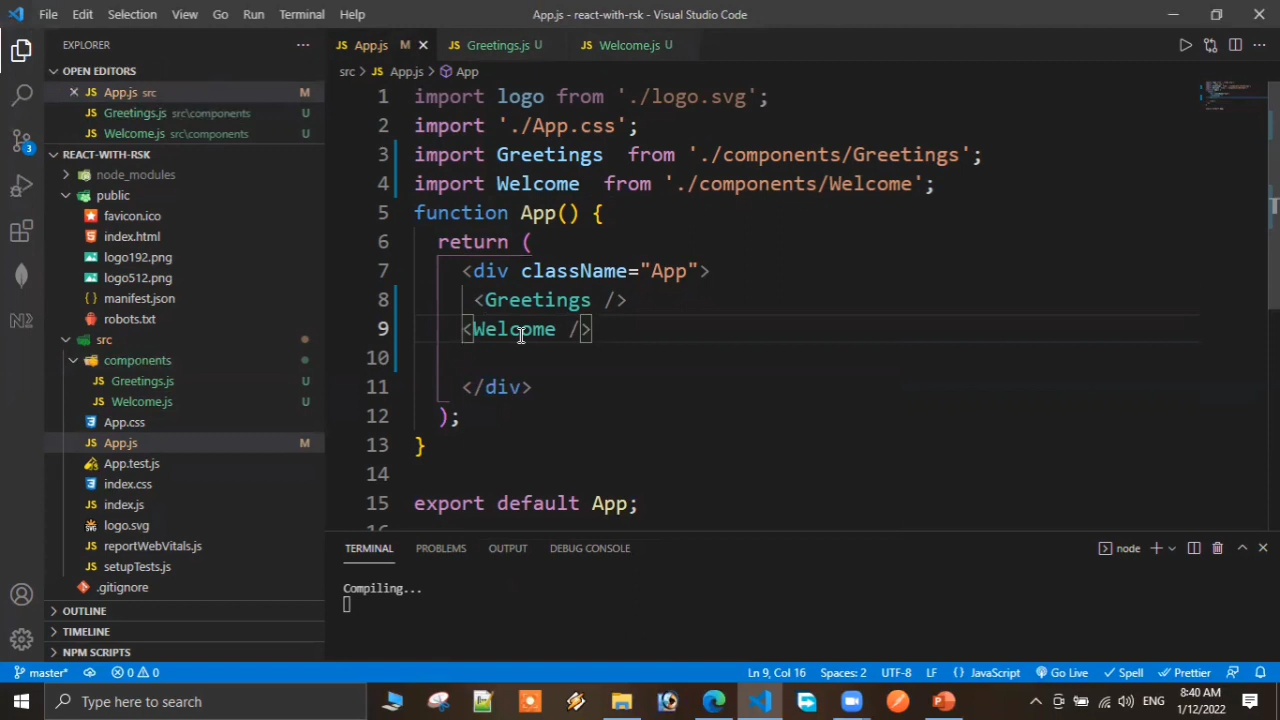 File Edit Selection View Go Run Terminal Help App.js - react-with-rsk - Visual Studio Code
EXPLORER
OPEN EDITORS
App.js src M
Greetings.js src\components U
Welcome.js src\components U
REACT-WITH-RSK
node_modules
public
favicon.ico
index.html
logo192.png
logo512.png
manifest.json
robots.txt
src
components
Greetings.js U
Welcome.js U
App.css
App.js M
App.test.js
index.css
index.js
logo.svg
reportWebVitals.js
setupTests.js
.gitignore
OUTLINE
TIMELINE
NPM SCRIPTS
JS App.js M JS Greetings.js U JS Welcome.js U
src > JS App.js > App
1 import logo from './logo.svg';
2 import './App.css';
3 import Greetings  from './components/Greetings';
4 import Welcome  from './components/Welcome';
5 function App() {
6 return (
7 <div className="App">
8 <Greetings />
9 <Welcome />
10
11 </div>
12 );
13 }
14
15 export default App;
TERMINAL PROBLEMS OUTPUT DEBUG CONSOLE node
Compiling...
master* 0 0 Ln 9, Col 16 Spaces: 2 UTF-8 LF {} JavaScript Go Live Spell Prettier
Type here to search ENG 8:40 AM
1/12/2022